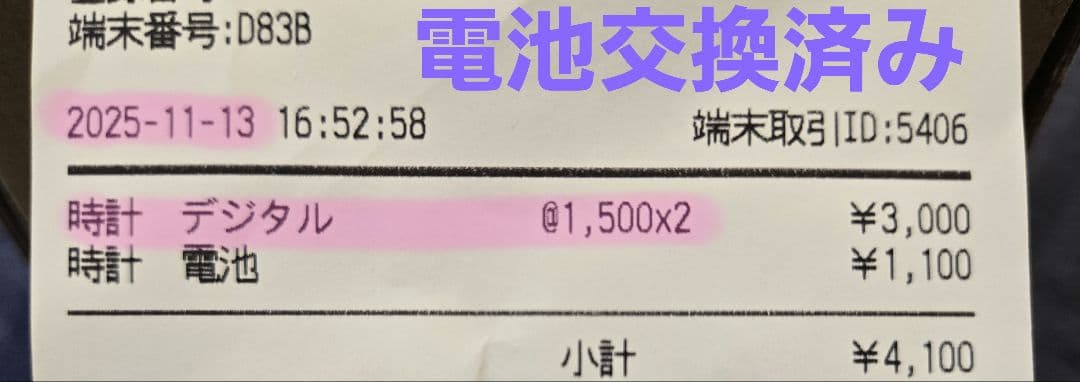 端末番号:D83B
電池交換済み
2025-11-13 16:52:58 端末取引ID:5406
時計 デジタル @1,500x2 ¥3,000
時計 電池 ¥1,100
小計 ¥4,100